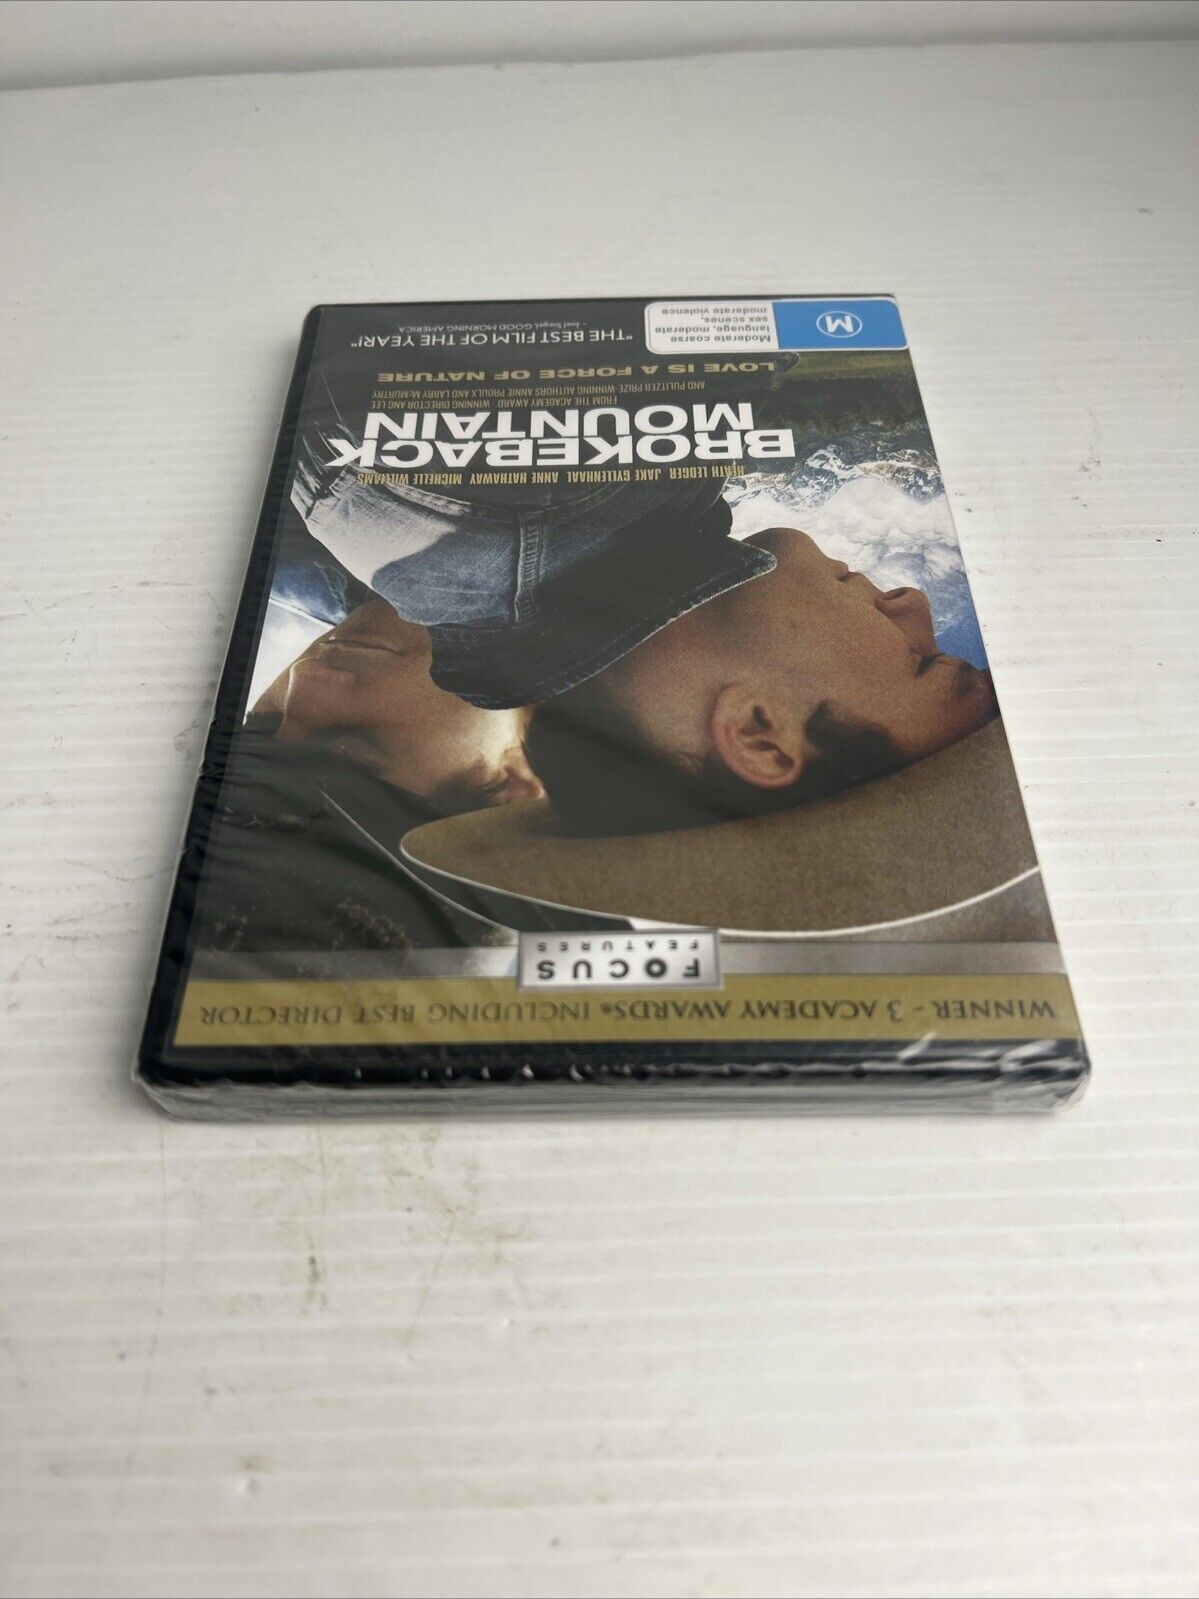 WINNER - 3 ACADEMY AWARDS® INCLUDING BEST DIRECTOR
FOCUS
FEATURES
HEATH LEDGER JAKE GYLLENHAAL ANNE HATHAWAY MICHELLE WILLIAMS
BROKEBACK
MOUNTAIN
FROM THE ACADEMY AWARD - WINNING DIRECTOR ANG LEE
AND PULITZER PRIZE-WINNING AUTHORS ANNIE PROULX AND LARRY McMURTRY
LOVE IS A FORCE OF NATURE
"THE BEST FILM OF THE YEAR!"
- Joel Siegel, GOOD MORNING AMERICA
M
Moderate coarse
language, moderate
sex scenes,
moderate violence